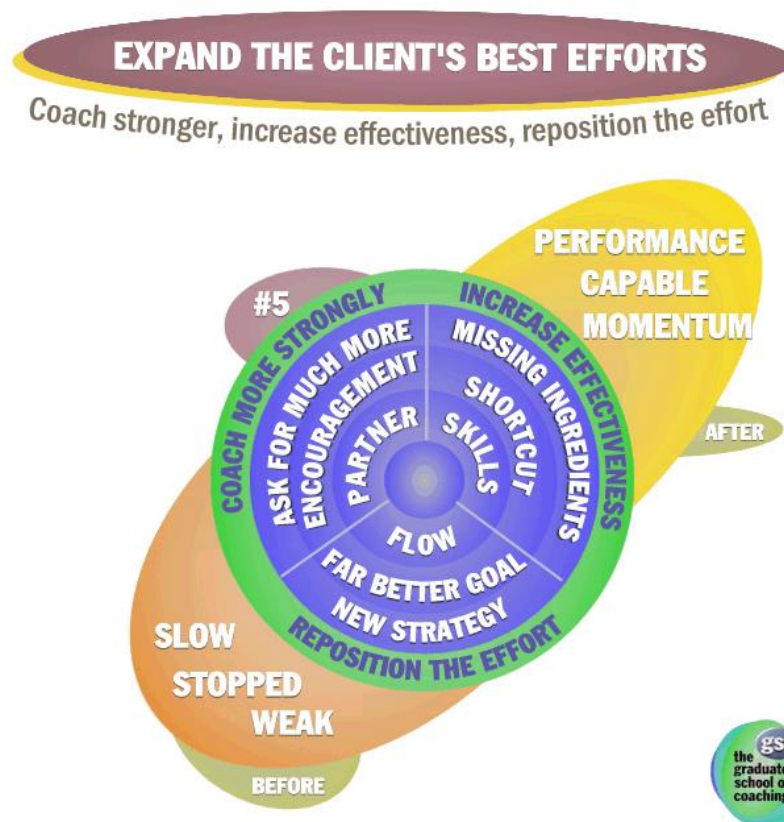 EXPAND THE CLIENT'S BEST EFFORTS
Coach stronger, increase effectiveness, reposition the effort
PERFORMANCE
CAPABLE
MOMENTUM
#5
COACH MORE STRONGLY
ASK FOR MUCH MORE
ENCOURAGEMENT
PARTNER
INCREASE EFFECTIVENESS
MISSING INGREDIENTS
SHORTCUT
SKILLS
AFTER
FLOW
FAR BETTER GOAL
NEW STRATEGY
REPOSITION THE EFFORT
SLOW
STOPPED
WEAK
BEFORE
gs
the
graduate
school o
coaching